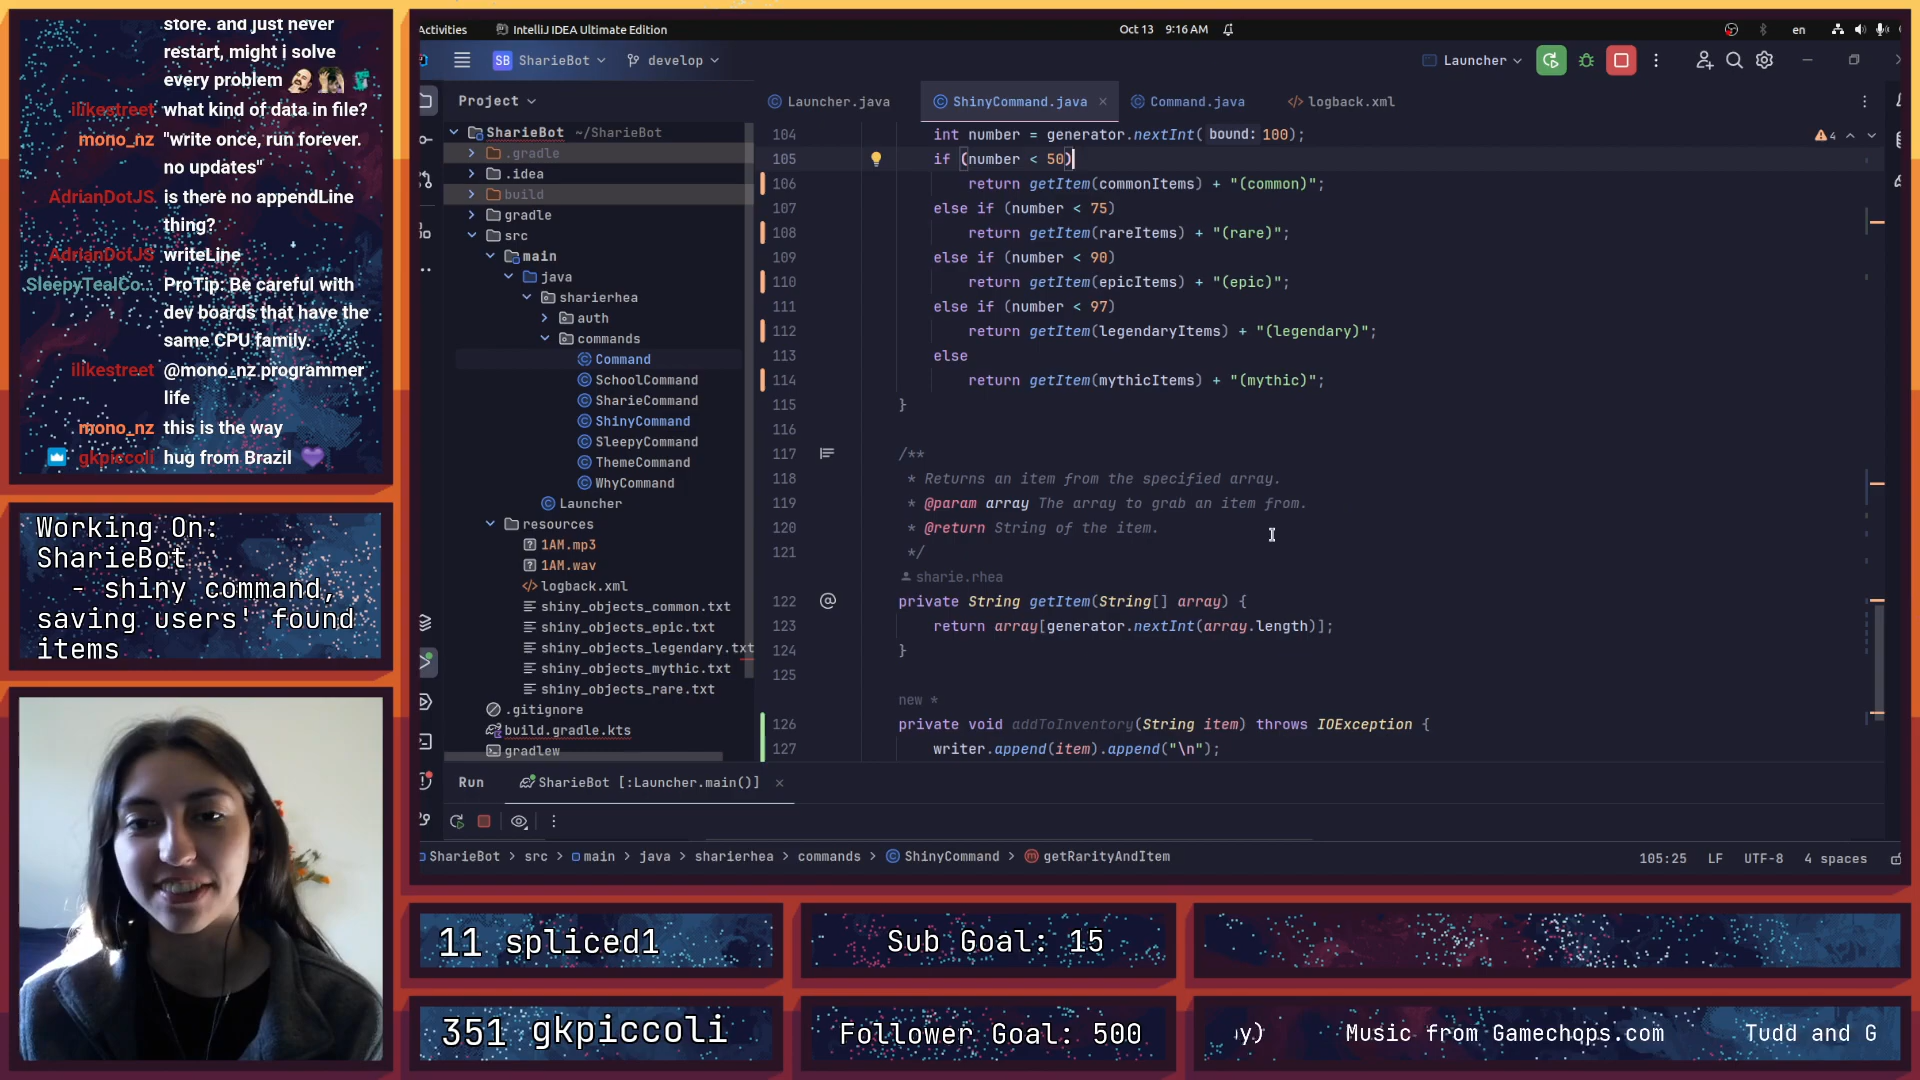 store. and just never
restart, might i solve
every problem
ilikestreet what kind of data in file?
mono_nz "write once, run forever.
no updates"
AdrianDotJS is there no appendLine
thing?
AdrianDotJS writeLine
SleepyTealCo... ProTip: Be careful with
dev boards that have the
same CPU family.
ilikestreet @mono_nz programmer
life
mono_nz this is the way
gkpiccoli hug from Brazil
Working On:
SharieBot
- shiny command,
saving users' found
items
Activities
IntelliJ IDEA Ultimate Edition
Oct 13 9:16 AM
en
SB SharieBot
develop
Launcher
Project
Launcher.java
ShinyCommand.java
Command.java
logback.xml
SharieBot ~/SharieBot
.gradle
.idea
build
gradle
src
main
java
sharierhea
auth
commands
Command
SchoolCommand
SharieCommand
ShinyCommand
SleepyCommand
ThemeCommand
WhyCommand
Launcher
resources
1AM.mp3
1AM.wav
logback.xml
shiny_objects_common.txt
shiny_objects_epic.txt
shiny_objects_legendary.txt
shiny_objects_mythic.txt
shiny_objects_rare.txt
.gitignore
build.gradle.kts
gradlew
4
104 int number = generator.nextInt( bound: 100);
105 if (number < 50)
106 return getItem(commonItems) + "(common)";
107 else if (number < 75)
108 return getItem(rareItems) + "(rare)";
109 else if (number < 90)
110 return getItem(epicItems) + "(epic)";
111 else if (number < 97)
112 return getItem(legendaryItems) + "(legendary)";
113 else
114 return getItem(mythicItems) + "(mythic)";
115 }
116
117 /**
118 * Returns an item from the specified array.
119 * @param array The array to grab an item from.
120 * @return String of the item.
121 */
sharie.rhea
122 private String getItem(String[] array) {
123 return array[generator.nextInt(array.length)];
124 }
125
new *
126 private void addToInventory(String item) throws IOException {
127 writer.append(item).append("\n");
Run
SharieBot [:Launcher.main()]
SharieBot > src > main > java > sharierhea > commands > ShinyCommand > getRarityAndItem
105:25 LF UTF-8 4 spaces
11 spliced1
Sub Goal: 15
351 gkpiccoli
Follower Goal: 500
y) Music from Gamechops.com Tudd and G